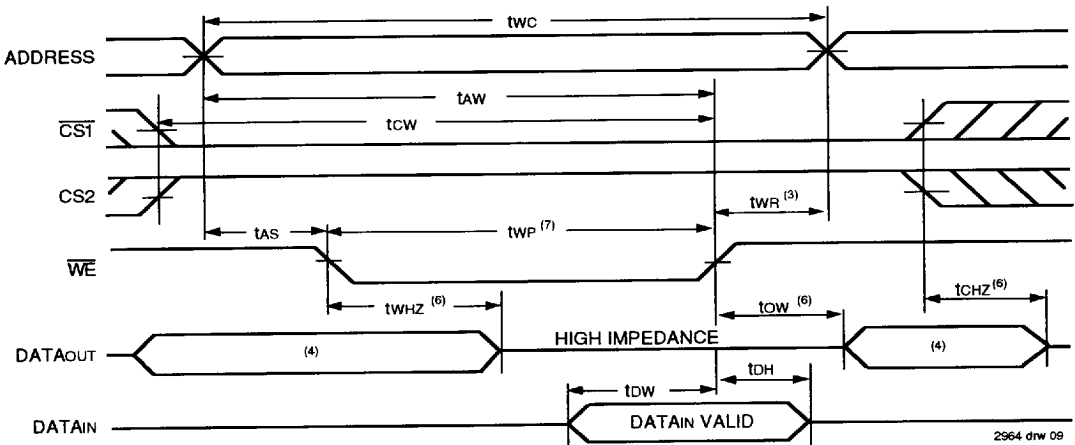 tWC
ADDRESS
tAW
CS1
tCW
CS2
tWR (3)
tAS
tWP (7)
WE
tWHZ (6)
tOW (6)
tCHZ (6)
DATAOUT
(4)
HIGH IMPEDANCE
(4)
tDW
tDH
DATAIN
DATAIN VALID
2964 drw 09